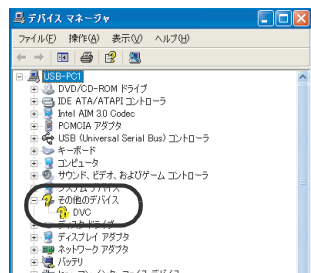 デバイス マネージャ
ファイル(F) 操作(A) 表示(V) ヘルプ(H)
USB-PC1
DVD/CD-ROM ドライブ
IDE ATA/ATAPI コントローラ
Intel AIM 3.0 Codec
PCMCIA アダプタ
USB (Universal Serial Bus) コントローラ
キーボード
コンピュータ
サウンド、ビデオ、およびゲーム コントローラ
システム デバイス
その他のデバイス
DVC
ディスク ドライブ
ディスプレイ アダプタ
ネットワーク アダプタ
バッテリ